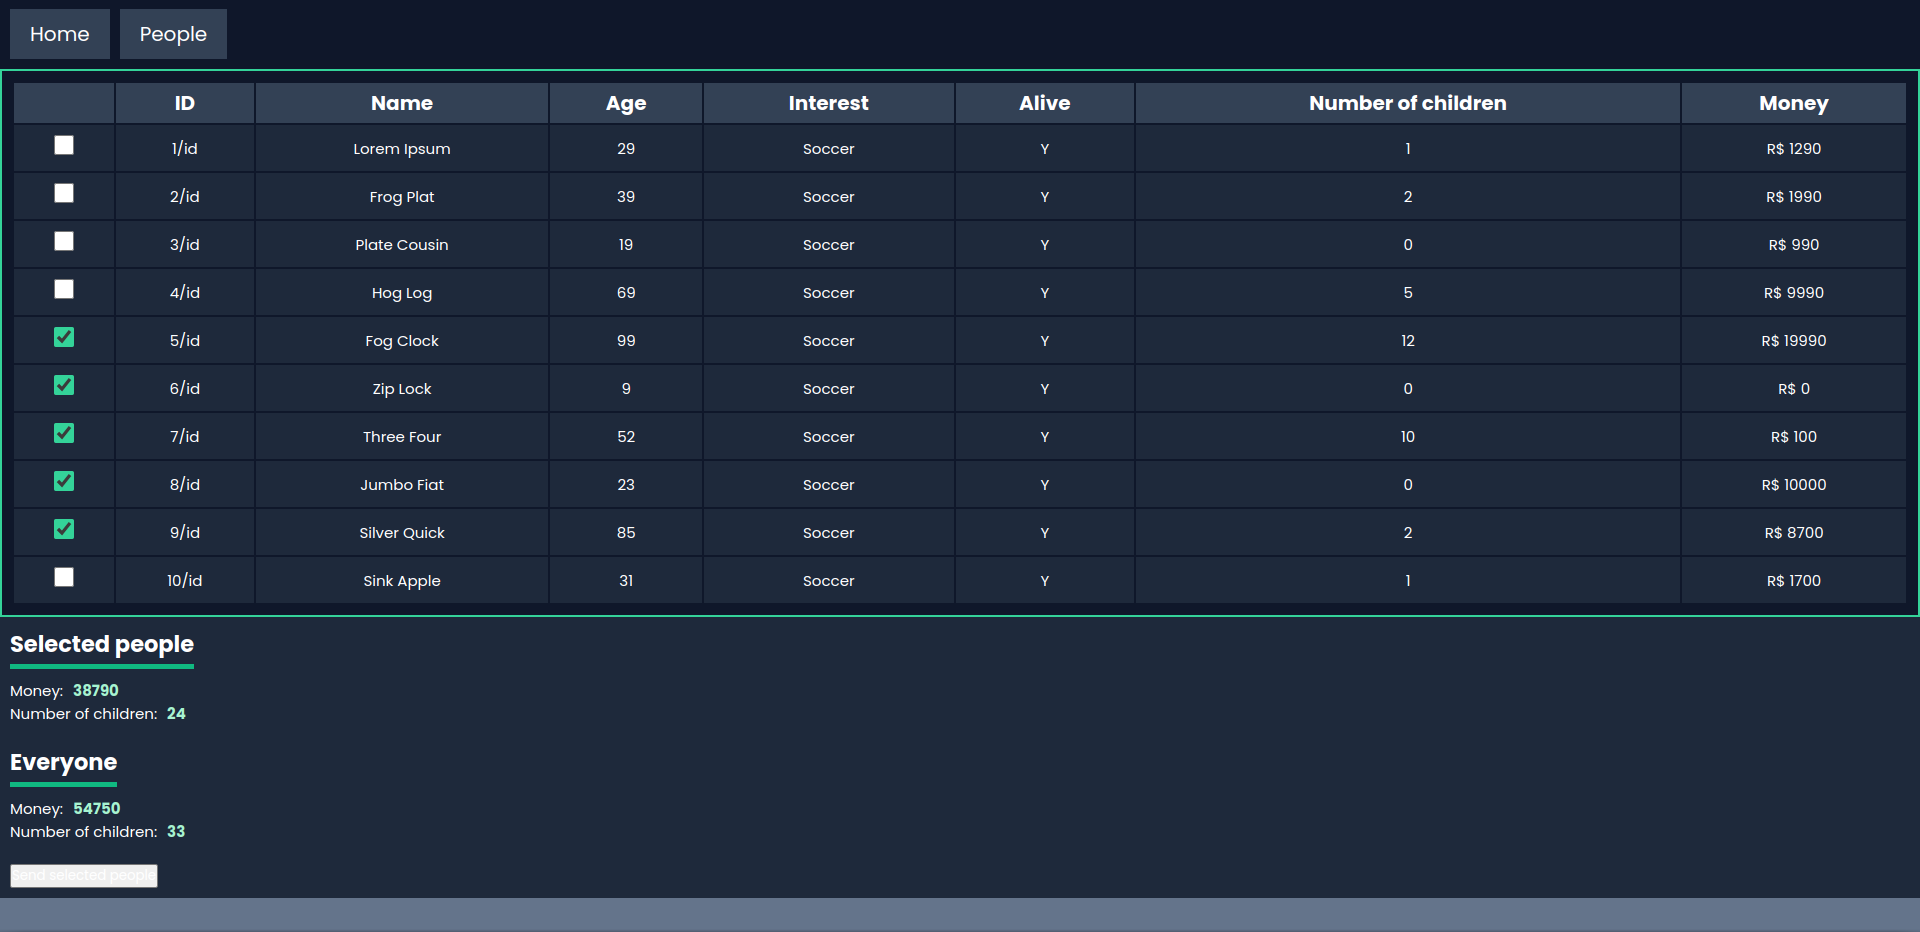 Home People
ID Name Age Interest Alive Number of children Money
1/id Lorem Ipsum 29 Soccer Y 1 R$ 1290
2/id Frog Plat 39 Soccer Y 2 R$ 1990
3/id Plate Cousin 19 Soccer Y 0 R$ 990
4/id Hog Log 69 Soccer Y 5 R$ 9990
5/id Fog Clock 99 Soccer Y 12 R$ 19990
6/id Zip Lock 9 Soccer Y 0 R$ 0
7/id Three Four 52 Soccer Y 10 R$ 100
8/id Jumbo Fiat 23 Soccer Y 0 R$ 10000
9/id Silver Quick 85 Soccer Y 2 R$ 8700
10/id Sink Apple 31 Soccer Y 1 R$ 1700
Selected people
Money: 38790
Number of children: 24
Everyone
Money: 54750
Number of children: 33
Send selected people